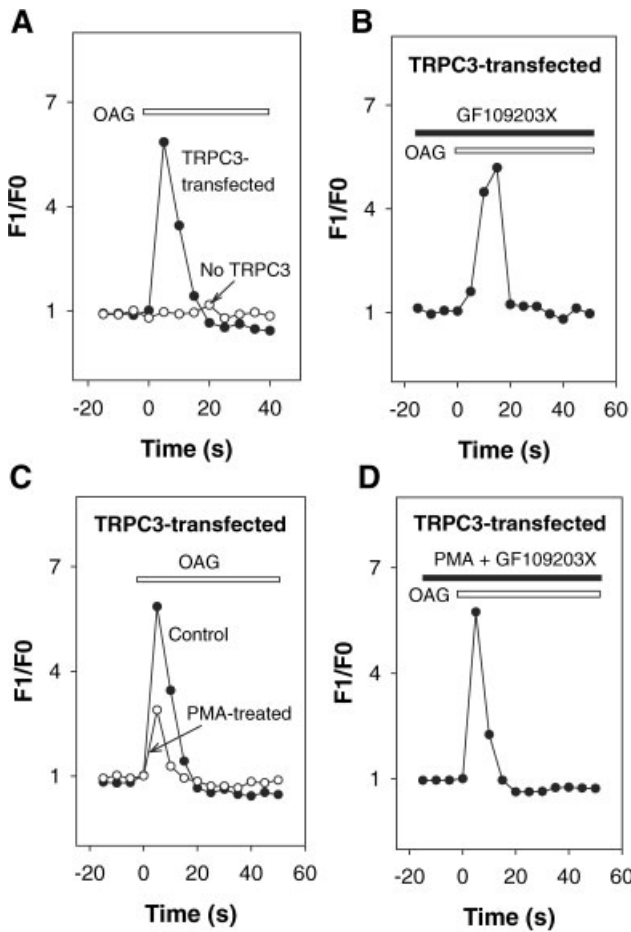 A
7
OAG
TRPC3-
transfected
4
F1/F0
No TRPC3
1
-20 0 20 40
Time (s)
B
TRPC3-transfected
7
GF109203X
OAG
4
F1/F0
1
-20 0 20 40 60
Time (s)
C
TRPC3-transfected
7
OAG
Control
4
F1/F0
PMA-treated
1
-20 0 20 40 60
Time (s)
D
TRPC3-transfected
7
PMA + GF109203X
OAG
4
F1/F0
1
-20 0 20 40 60
Time (s)